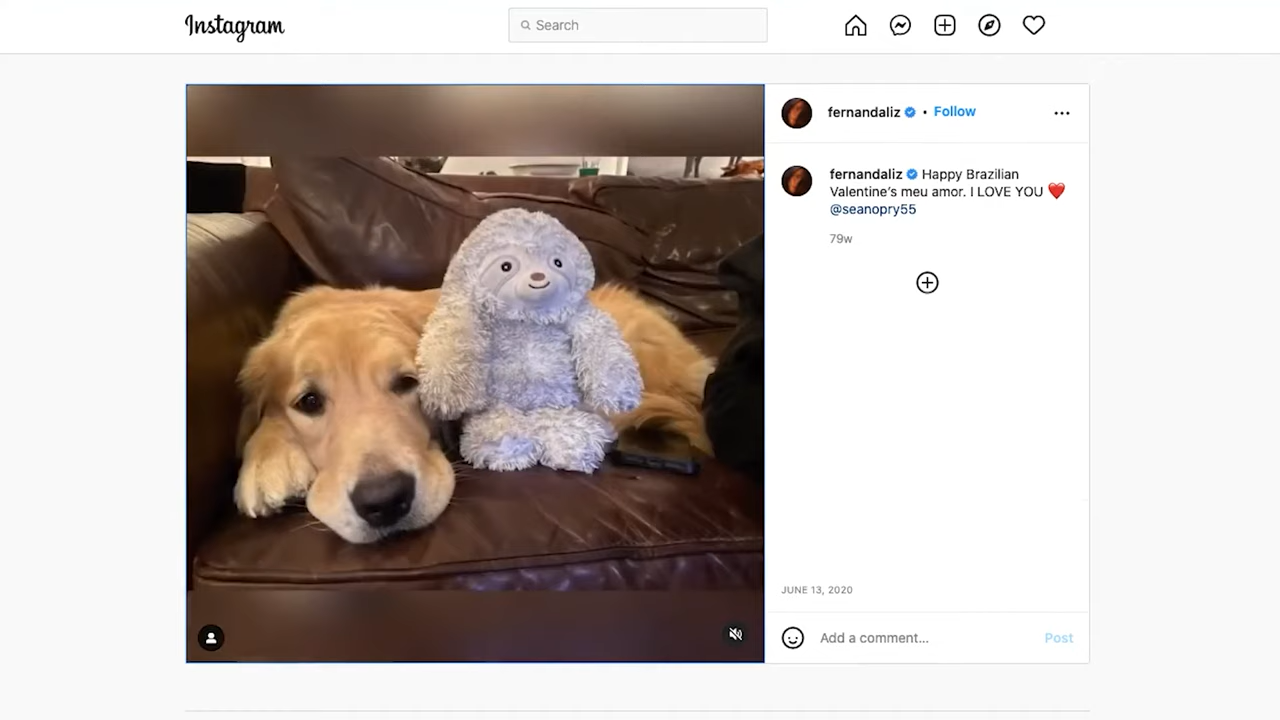 Instagram
Search
fernandaliz • Follow
fernandaliz Happy Brazilian
Valentine's meu amor. I LOVE YOU ❤️
@seanopry55
79w
JUNE 13, 2020
Add a comment...
Post